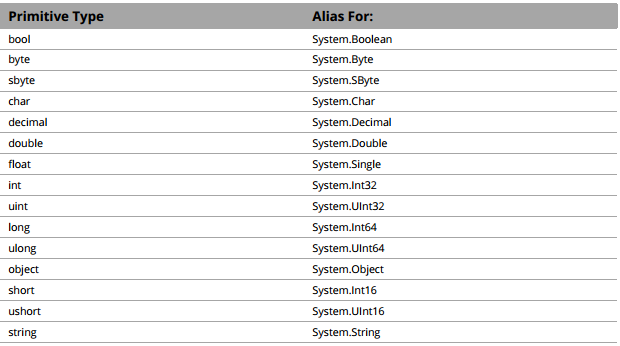 Primitive Type Alias For:
bool System.Boolean
byte System.Byte
sbyte System.SByte
char System.Char
decimal System.Decimal
double System.Double
float System.Single
int System.Int32
uint System.UInt32
long System.Int64
ulong System.UInt64
object System.Object
short System.Int16
ushort System.UInt16
string System.String